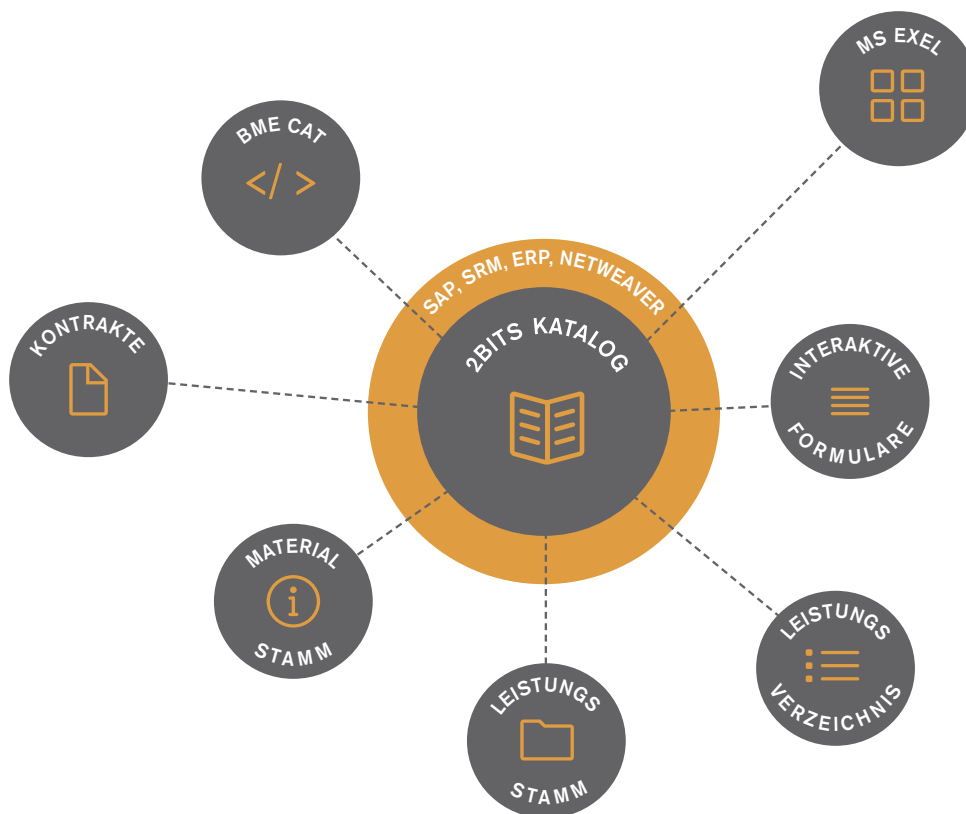 MS EXEL
BME CAT
SAP, SRM, ERP, NETWEAVER
2BITS KATALOG
KONTRAKTE
INTERAKTIVE
FORMULARE
MATERIAL
STAMM
LEISTUNGS
VERZEICHNIS
LEISTUNGS
STAMM